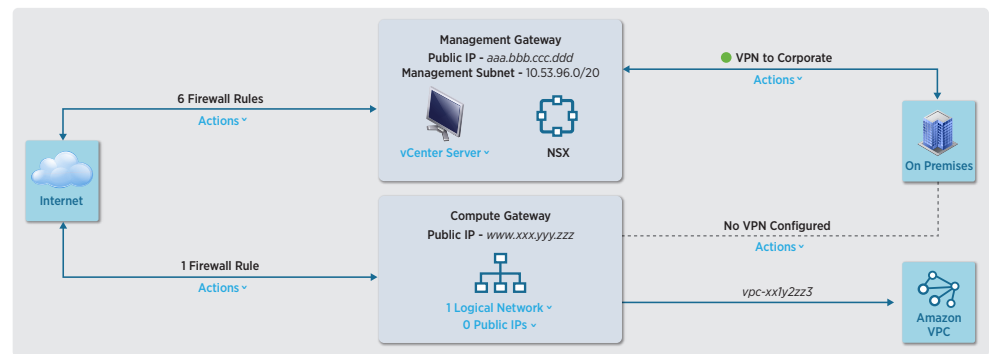 Management Gateway
Public IP - aaa.bbb.ccc.ddd
Management Subnet - 10.53.96.0/20
vCenter Server
NSX
6 Firewall Rules
Actions
VPN to Corporate
Actions
Internet
On Premises
Compute Gateway
Public IP - www.xxx.yyy.zzz
1 Logical Network
0 Public IPs
1 Firewall Rule
Actions
No VPN Configured
Actions
vpc-xx1y2zz3
Amazon
VPC